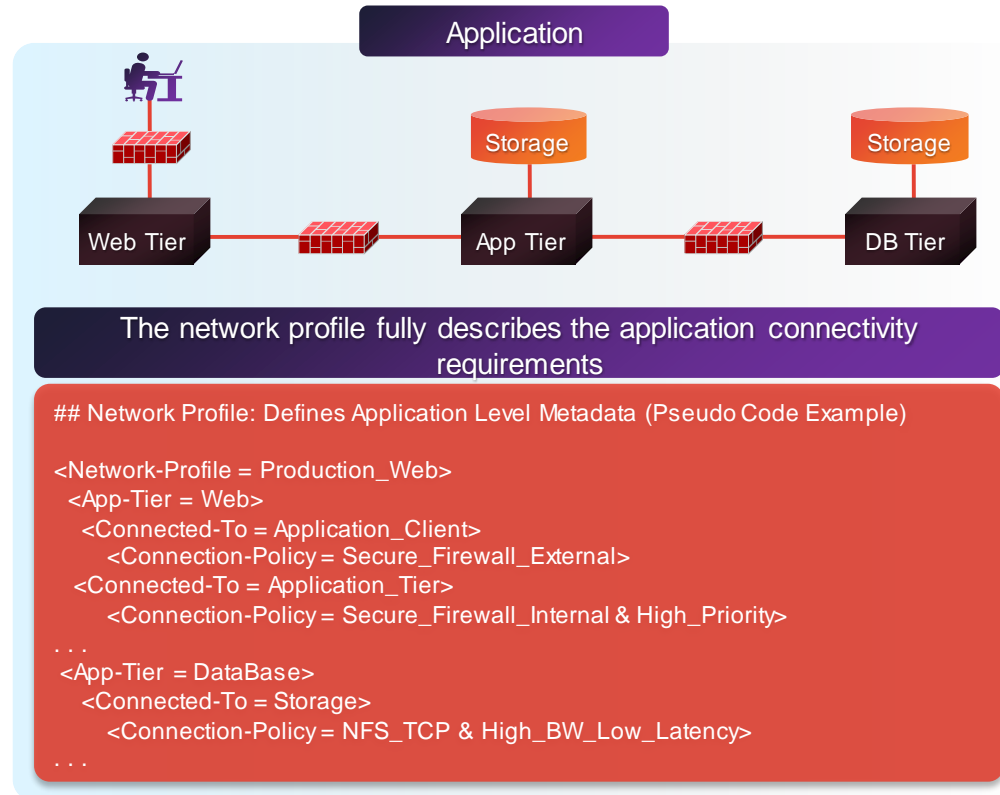 Application
Storage
Storage
Web Tier
App Tier
DB Tier
The network profile fully describes the application connectivity
requirements
## Network Profile: Defines Application Level Metadata (Pseudo Code Example)
<Network-Profile = Production_Web>
<App-Tier = Web>
<Connected-To = Application_Client>
<Connection-Policy = Secure_Firewall_External>
<Connected-To = Application_Tier>
<Connection-Policy = Secure_Firewall_Internal & High_Priority>
. . .
<App-Tier = DataBase>
<Connected-To = Storage>
<Connection-Policy = NFS_TCP & High_BW_Low_Latency>
. . .